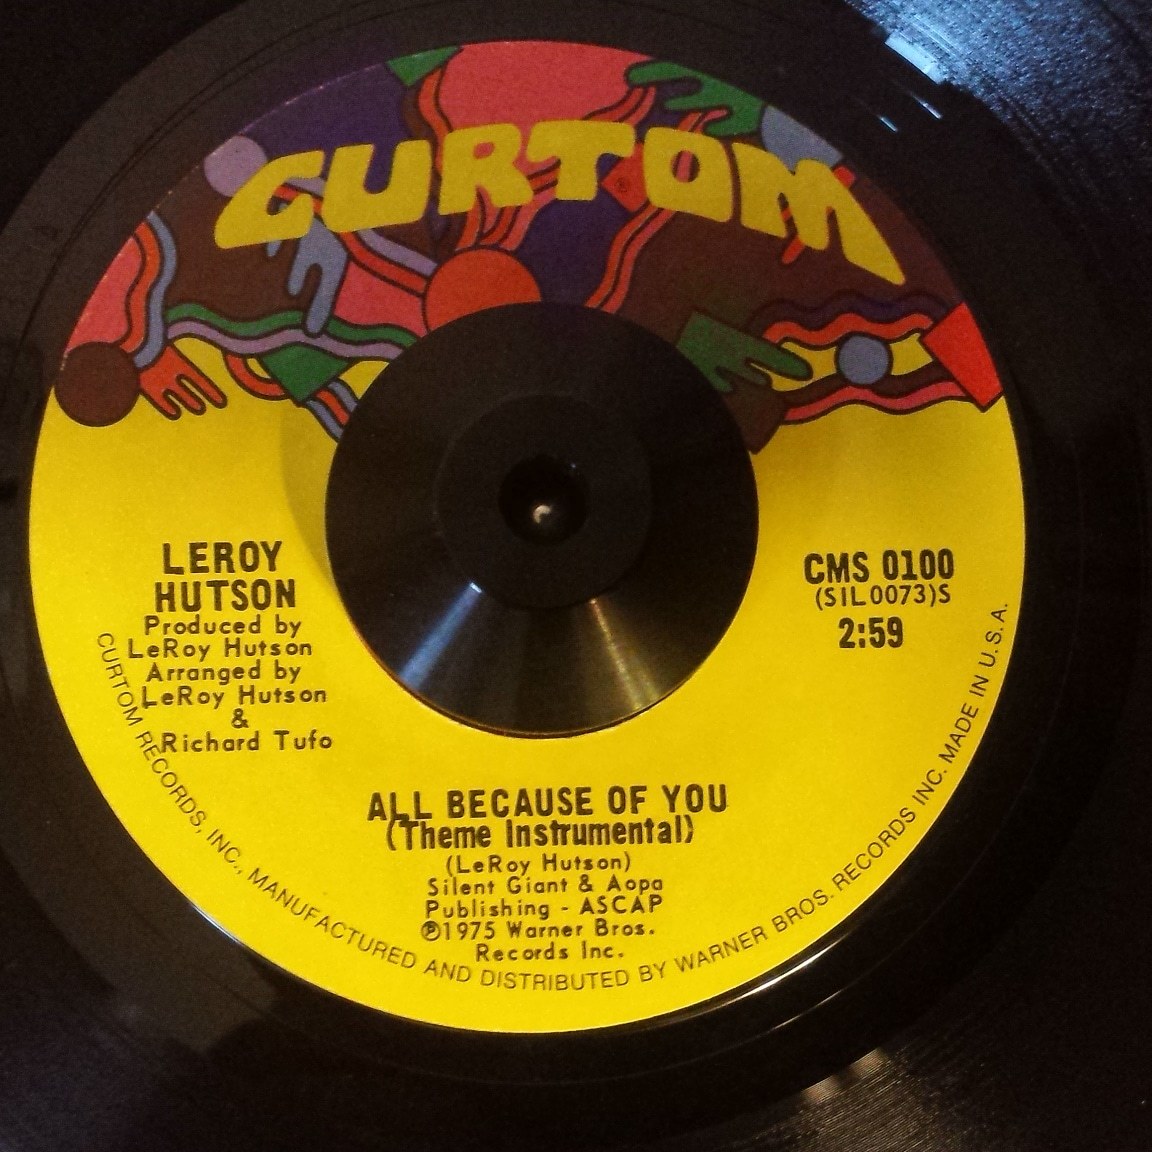 CURTOM
®
LEROY
HUTSON
Produced by
LeRoy Hutson
Arranged by
LeRoy Hutson
&
Richard Tufo
CMS 0100
(SIL0073)S
2:59
ALL BECAUSE OF YOU
(Theme Instrumental)
(LeRoy Hutson)
Silent Giant & Aopa
Publishing - ASCAP
℗1975 Warner Bros.
Records Inc.
CURTOM RECORDS, INC., MANUFACTURED AND DISTRIBUTED BY WARNER BROS. RECORDS INC. MADE IN U.S.A.